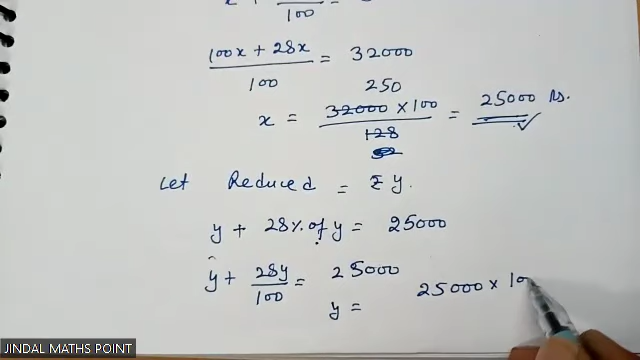 100
(100x + 28x)/100 = 32000
250
x = (32000 × 100)/128 = 25000 Rs.
Let Reduced = ₹ y.
y + 28% of y = 25000
y + 28y/100 = 25000
y = 25000 × 10
JINDAL MATHS POINT